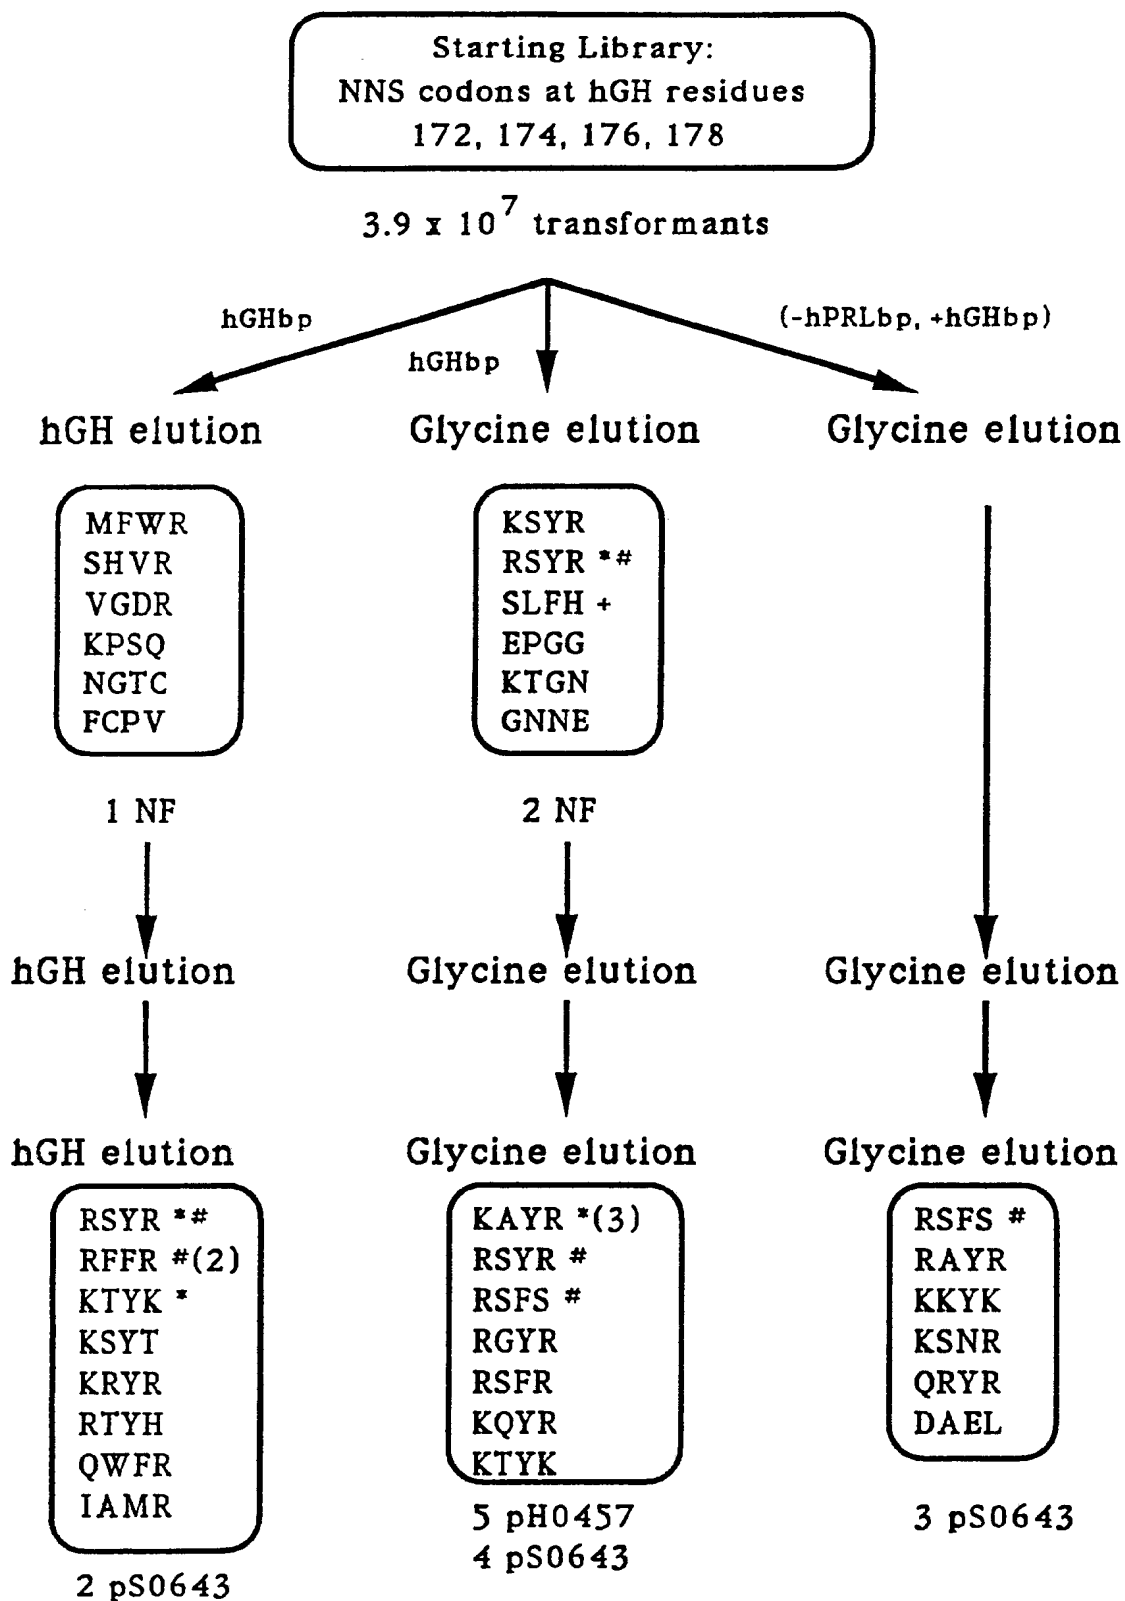 Starting Library:
NNS codons at hGH residues
172, 174, 176, 178
3.9 x 10^7 transformants
hGHbp
hGHbp
(-hPRLbp, +hGHbp)
hGH elution
Glycine elution
Glycine elution
MFWR
SHVR
VGDR
KPSQ
NGTC
FCPV
1 NF
KSYR
RSYR *#
SLFH +
EPGG
KTGN
GNNE
2 NF
hGH elution
Glycine elution
Glycine elution
hGH elution
Glycine elution
Glycine elution
RSYR *#
RFFR #(2)
KTYK *
KSYT
KRYR
RTYH
QWFR
IAMR
2 pS0643
KAYR *(3)
RSYR #
RSFS #
RGYR
RSFR
KQYR
KTYK
5 pH0457
4 pS0643
RSFS #
RAYR
KKYK
KSNR
QRYR
DAEL
3 pS0643